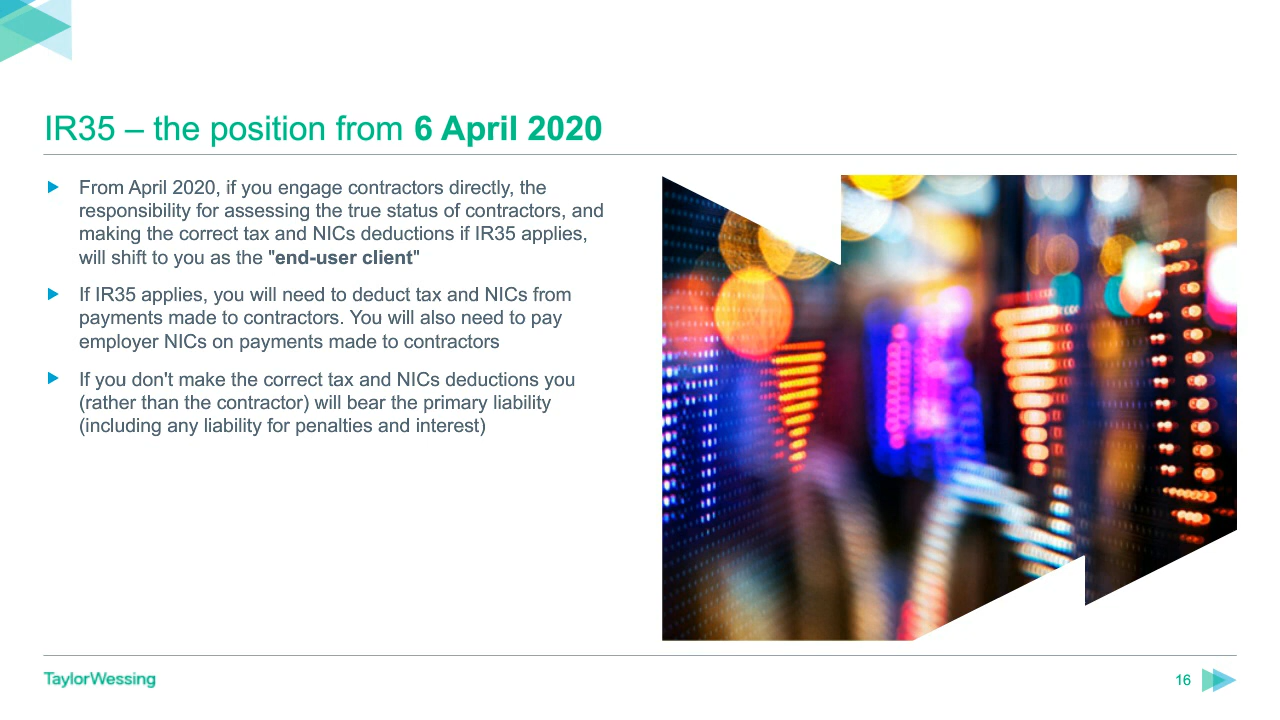 IR35 – the position from 6 April 2020
From April 2020, if you engage contractors directly, the
responsibility for assessing the true status of contractors, and
making the correct tax and NICs deductions if IR35 applies,
will shift to you as the "end-user client"
If IR35 applies, you will need to deduct tax and NICs from
payments made to contractors. You will also need to pay
employer NICs on payments made to contractors
If you don't make the correct tax and NICs deductions you
(rather than the contractor) will bear the primary liability
(including any liability for penalties and interest)
TaylorWessing
16